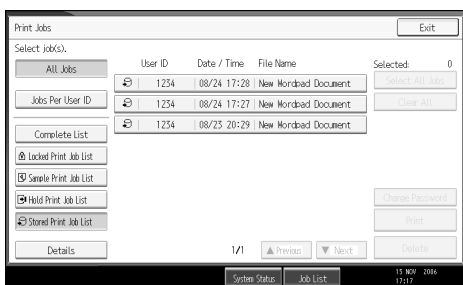 Print Jobs
Exit
Select job(s).
All Jobs
User ID Date / Time File Name
Selected: 0
1234 08/24 17:28 New Wordpad Document
Select All Jobs
Jobs Per User ID
1234 08/24 17:27 New Wordpad Document
Clear All
1234 08/23 20:29 New Wordpad Document
Complete List
Locked Print Job List
Sample Print Job List
Hold Print Job List
Change Password
Stored Print Job List
Print
Details
1/1 ▲ Previous ▼ Next
Delete
System Status Job List
15 NOV 2006
17:17